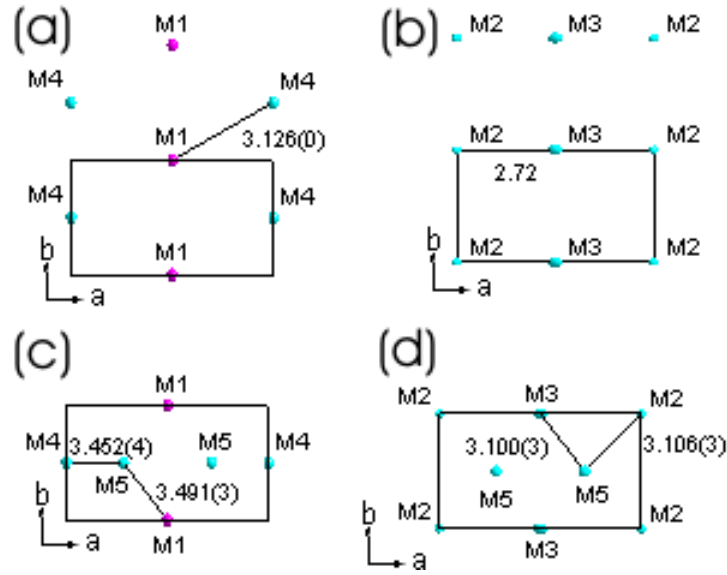 (a)
M1
M4 M4
M1
3.126(0)
M4 M4
M1
b
a
(b)
M2 M3 M2
M2 M3 M2
2.72
M2 M3 M2
b
a
(c)
M1
M4 3.452(4) M5 M4
M5 3.491(3)
M1
b
a
(d)
M2 M3 M2
3.100(3) 3.106(3)
M5 M5
M2 M3 M2
b
a